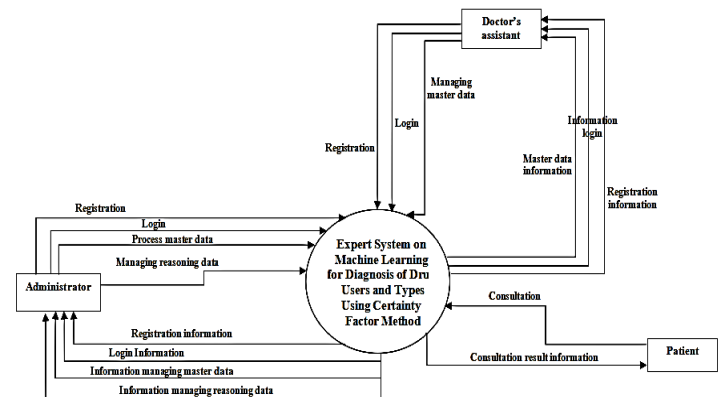 Doctor's
assistant
Managing
master data
Login
Registration
Information
login
Master data
information
Registration
information
Registration
Login
Process master data
Managing reasoning data
Administrator
Expert System on
Machine Learning
for Diagnosis of Dru
Users and Types
Using Certainty
Factor Method
Consultation
Patient
Consultation result information
Registration information
Login Information
Information managing master data
Information managing reasoning data